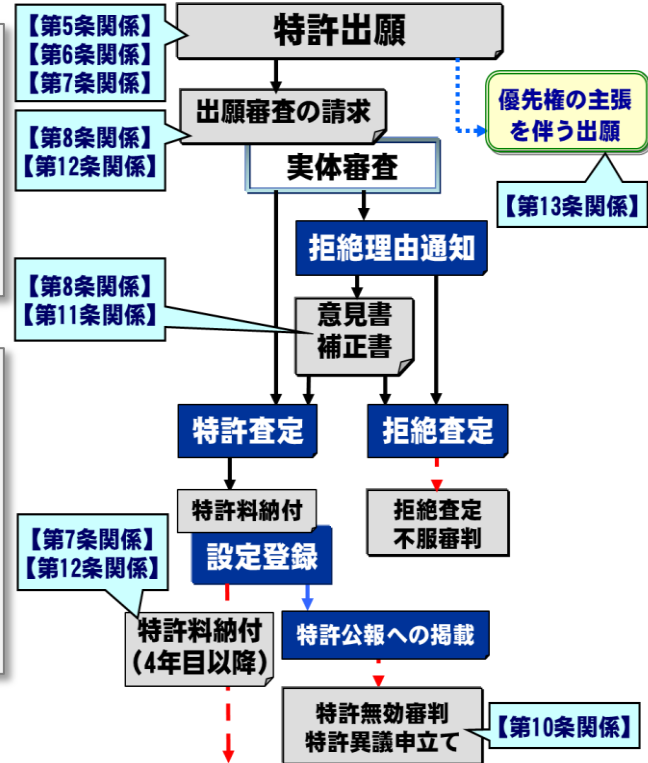 【第5条関係】
【第6条関係】
【第7条関係】
特許出願
出願審査の請求
優先権の主張
を伴う出願
【第8条関係】
【第12条関係】
実体審査
【第13条関係】
拒絶理由通知
【第8条関係】
【第11条関係】
意見書
補正書
特許査定
拒絶査定
特許料納付
拒絶査定
不服審判
【第7条関係】
【第12条関係】
設定登録
特許料納付
(4年目以降)
特許公報への掲載
特許無効審判
特許異議申立て
【第10条関係】